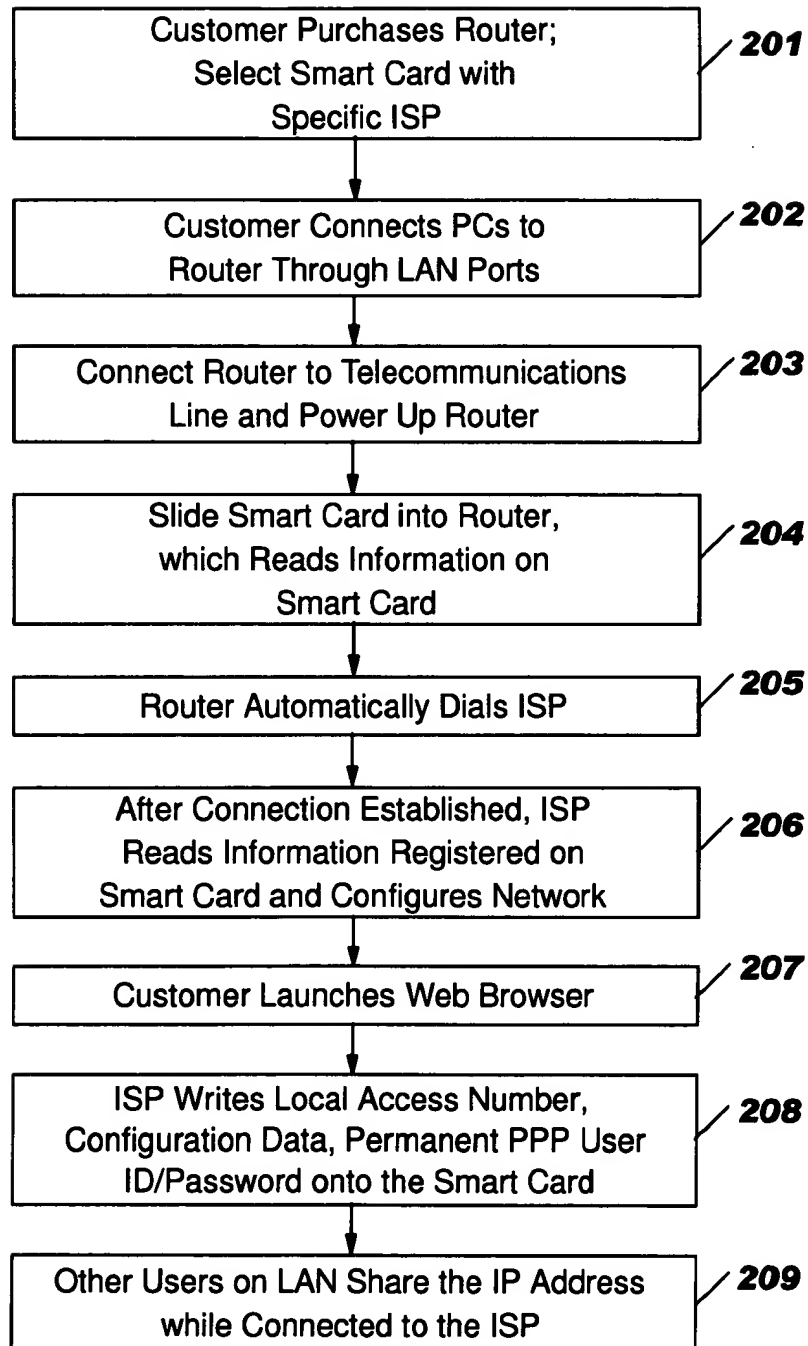 Customer Purchases Router;
Select Smart Card with
Specific ISP
201
Customer Connects PCs to
Router Through LAN Ports
202
Connect Router to Telecommunications
Line and Power Up Router
203
Slide Smart Card into Router,
which Reads Information on
Smart Card
204
Router Automatically Dials ISP
205
After Connection Established, ISP
Reads Information Registered on
Smart Card and Configures Network
206
Customer Launches Web Browser
207
ISP Writes Local Access Number,
Configuration Data, Permanent PPP User
ID/Password onto the Smart Card
208
Other Users on LAN Share the IP Address
while Connected to the ISP
209